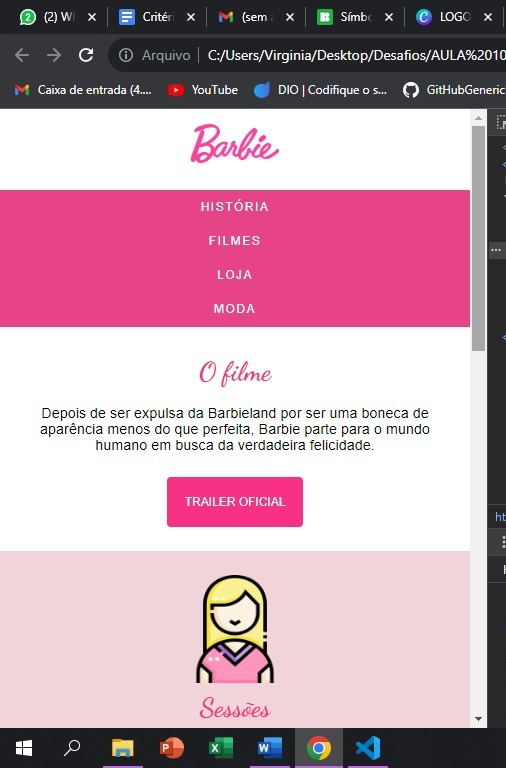 (2) W
Critéri
(sem a
Símbo
LOGO
Arquivo
C:/Users/Virginia/Desktop/Desafios/AULA%2010
Caixa de entrada (4....
YouTube
DIO | Codifique o s...
GitHubGeneric
Barbie
HISTÓRIA
FILMES
LOJA
MODA
O filme
Depois de ser expulsa da Barbieland por ser uma boneca de
aparência menos do que perfeita, Barbie parte para o mundo
humano em busca da verdadeira felicidade.
TRAILER OFICIAL
ht
Sessões